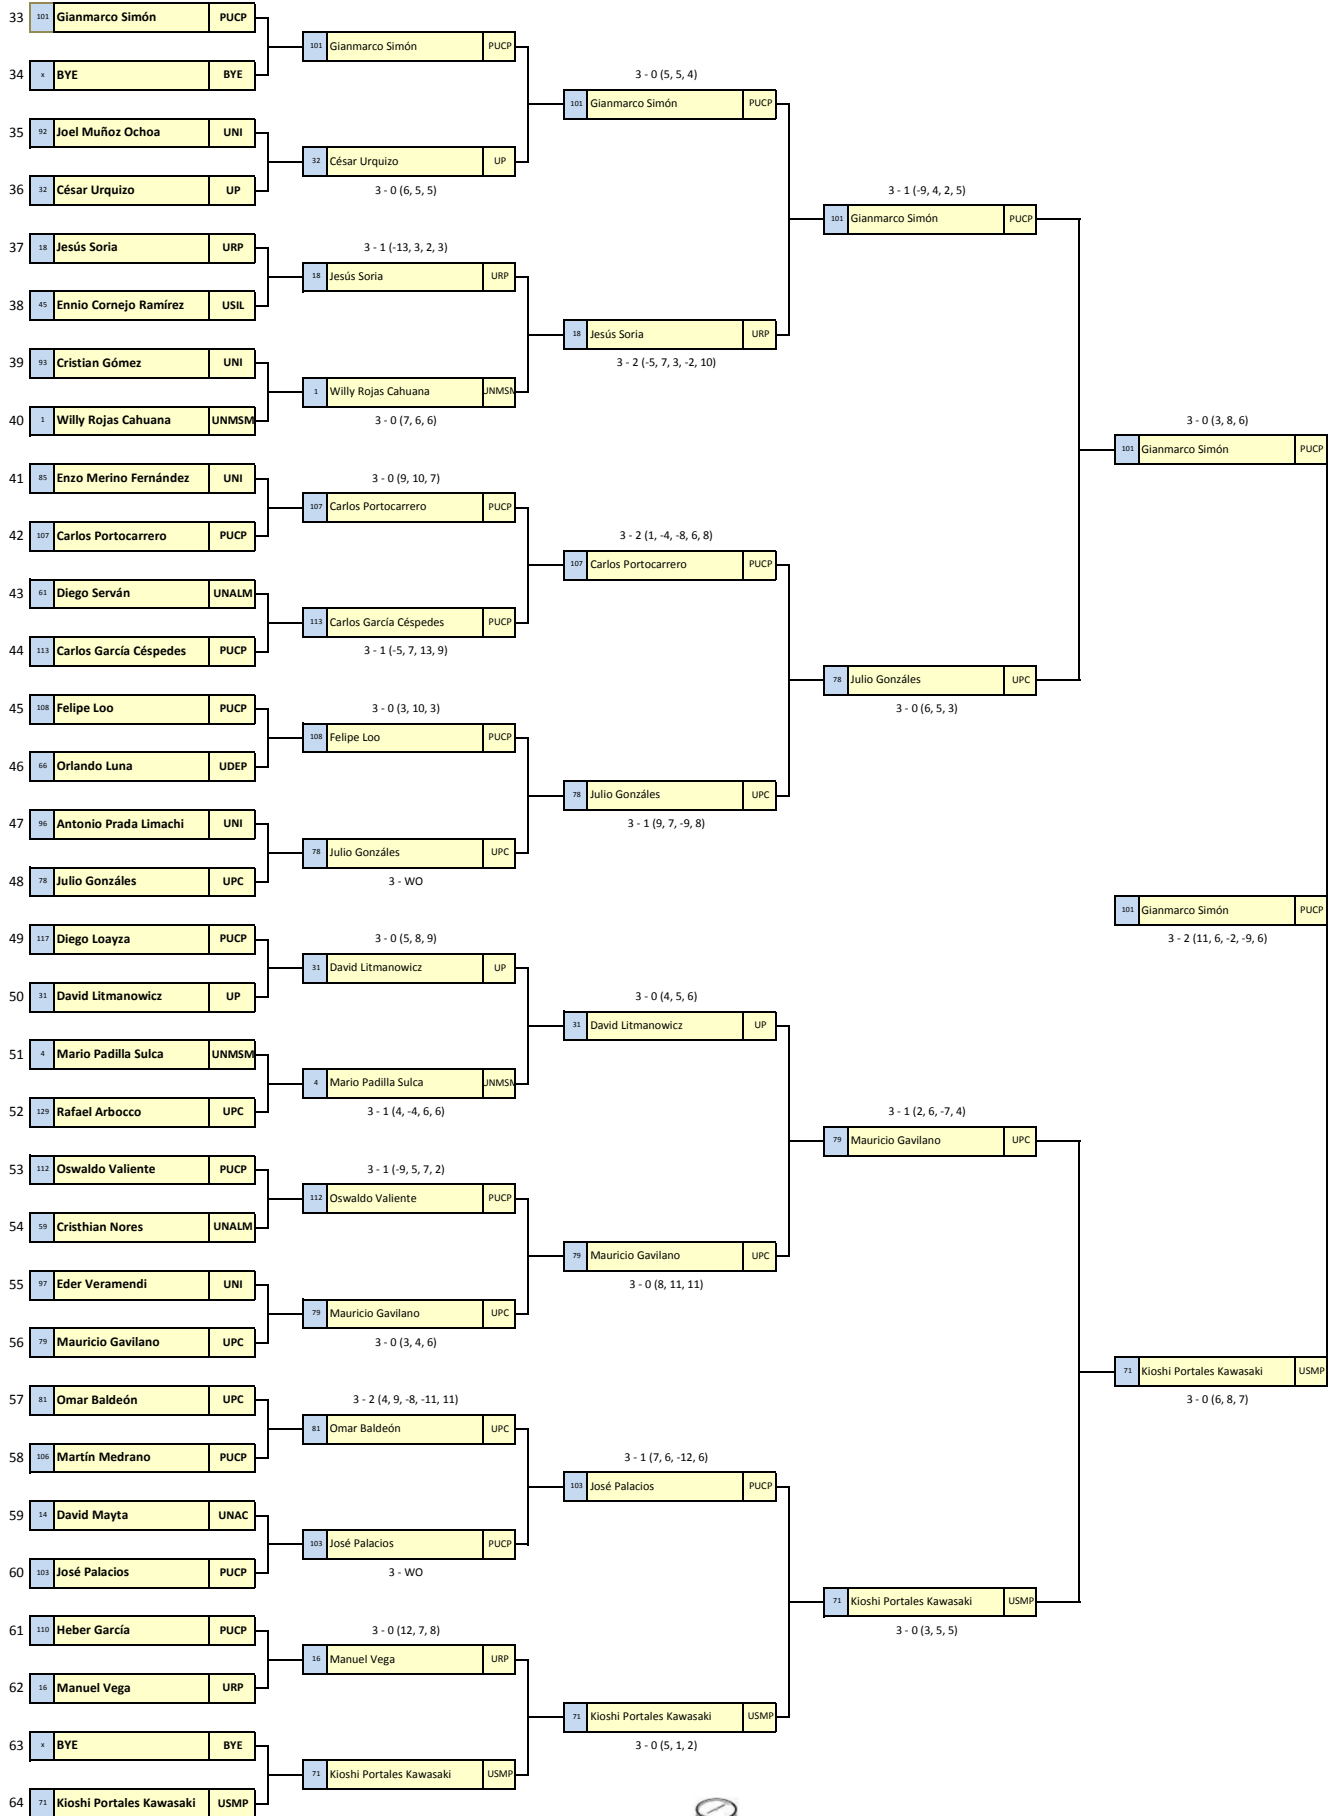 33 101 Gianmarco Simón PUCP
101 Gianmarco Simón PUCP
34 x BYE BYE
3 - 0 (5, 5, 4)
101 Gianmarco Simón PUCP
35 92 Joel Muñoz Ochoa UNI
32 César Urquizo UP
36 32 César Urquizo UP
3 - 0 (6, 5, 5)
3 - 1 (-9, 4, 2, 5)
101 Gianmarco Simón PUCP
37 18 Jesús Soria URP
3 - 1 (-13, 3, 2, 3)
18 Jesús Soria URP
38 45 Ennio Cornejo Ramírez USIL
18 Jesús Soria URP
39 93 Cristian Gómez UNI
3 - 2 (-5, 7, 3, -2, 10)
1 Willy Rojas Cahuana UNMSM
40 1 Willy Rojas Cahuana UNMSM
3 - 0 (7, 6, 6)
3 - 0 (3, 8, 6)
101 Gianmarco Simón PUCP
41 85 Enzo Merino Fernández UNI
3 - 0 (9, 10, 7)
107 Carlos Portocarrero PUCP
42 107 Carlos Portocarrero PUCP
3 - 2 (1, -4, -8, 6, 8)
107 Carlos Portocarrero PUCP
43 61 Diego Serván UNALM
113 Carlos García Céspedes PUCP
44 113 Carlos García Céspedes PUCP
3 - 1 (-5, 7, 13, 9)
78 Julio Gonzáles UPC
45 108 Felipe Loo PUCP
3 - 0 (3, 10, 3)
3 - 0 (6, 5, 3)
108 Felipe Loo PUCP
46 66 Orlando Luna UDEP
78 Julio Gonzáles UPC
47 96 Antonio Prada Limachi UNI
3 - 1 (9, 7, -9, 8)
78 Julio Gonzáles UPC
48 78 Julio Gonzáles UPC
3 - WO
101 Gianmarco Simón PUCP
49 117 Diego Loayza PUCP
3 - 0 (5, 8, 9)
3 - 2 (11, 6, -2, -9, 6)
31 David Litmanowicz UP
50 31 David Litmanowicz UP
3 - 0 (4, 5, 6)
31 David Litmanowicz UP
51 4 Mario Padilla Sulca UNMSM
4 Mario Padilla Sulca UNMSM
52 129 Rafael Arbocco UPC
3 - 1 (4, -4, 6, 6)
3 - 1 (2, 6, -7, 4)
79 Mauricio Gavilano UPC
53 112 Oswaldo Valiente PUCP
3 - 1 (-9, 5, 7, 2)
112 Oswaldo Valiente PUCP
54 59 Cristhian Nores UNALM
79 Mauricio Gavilano UPC
55 97 Eder Veramendi UNI
3 - 0 (8, 11, 11)
79 Mauricio Gavilano UPC
56 79 Mauricio Gavilano UPC
3 - 0 (3, 4, 6)
71 Kioshi Portales Kawasaki USMP
57 81 Omar Baldeón UPC
3 - 2 (4, 9, -8, -11, 11)
3 - 0 (6, 8, 7)
81 Omar Baldeón UPC
58 106 Martín Medrano PUCP
3 - 1 (7, 6, -12, 6)
103 José Palacios PUCP
59 14 David Mayta UNAC
103 José Palacios PUCP
60 103 José Palacios PUCP
3 - WO
71 Kioshi Portales Kawasaki USMP
61 110 Heber García PUCP
3 - 0 (12, 7, 8)
3 - 0 (3, 5, 5)
16 Manuel Vega URP
62 16 Manuel Vega URP
71 Kioshi Portales Kawasaki USMP
63 x BYE BYE
3 - 0 (5, 1, 2)
71 Kioshi Portales Kawasaki USMP
64 71 Kioshi Portales Kawasaki USMP